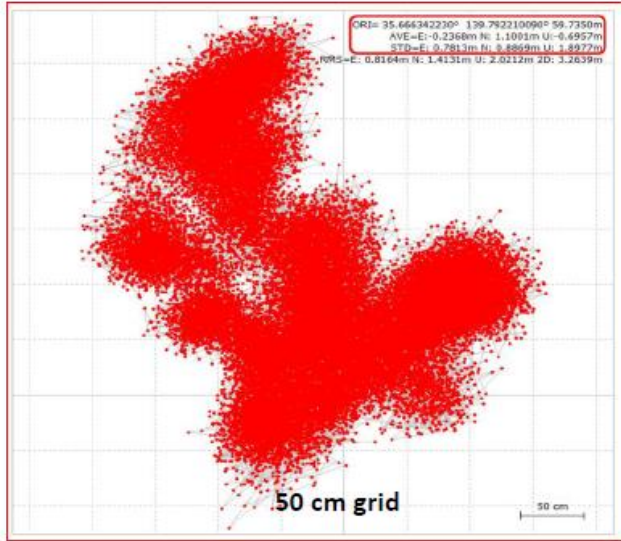 ORI= 35.666342230° 139.792210090° 59.7350m
AVE=E:-0.2368m N: 1.1001m U:-0.6957m
STD=E: 0.7813m N: 0.8869m U: 1.8977m
RMS=E: 0.8164m N: 1.4131m U: 2.0212m 2D: 3.2639m
50 cm grid
50 cm